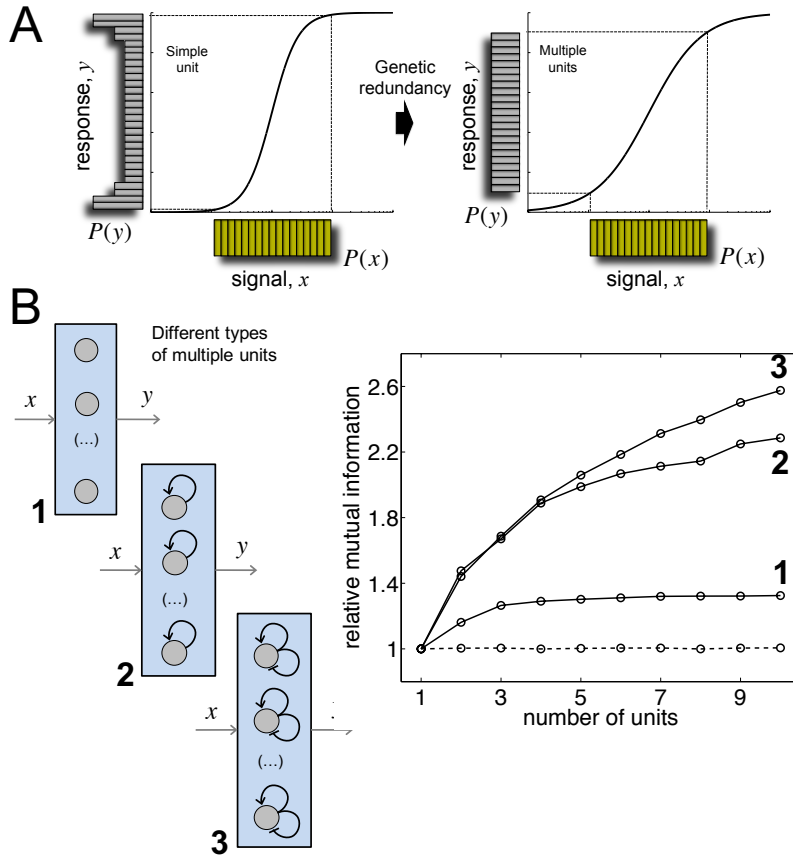 A
Simple
unit
response, y
P(y)
P(x)
signal, x
Genetic
redundancy
Multiple
units
response, y
P(y)
P(x)
signal, x
B
Different types
of multiple units
x
y
(...)
1
x
y
(...)
2
x
(...)
3
relative mutual information
2.6
2.2
1.8
1.4
1
1
3
5
7
9
number of units
3
2
1